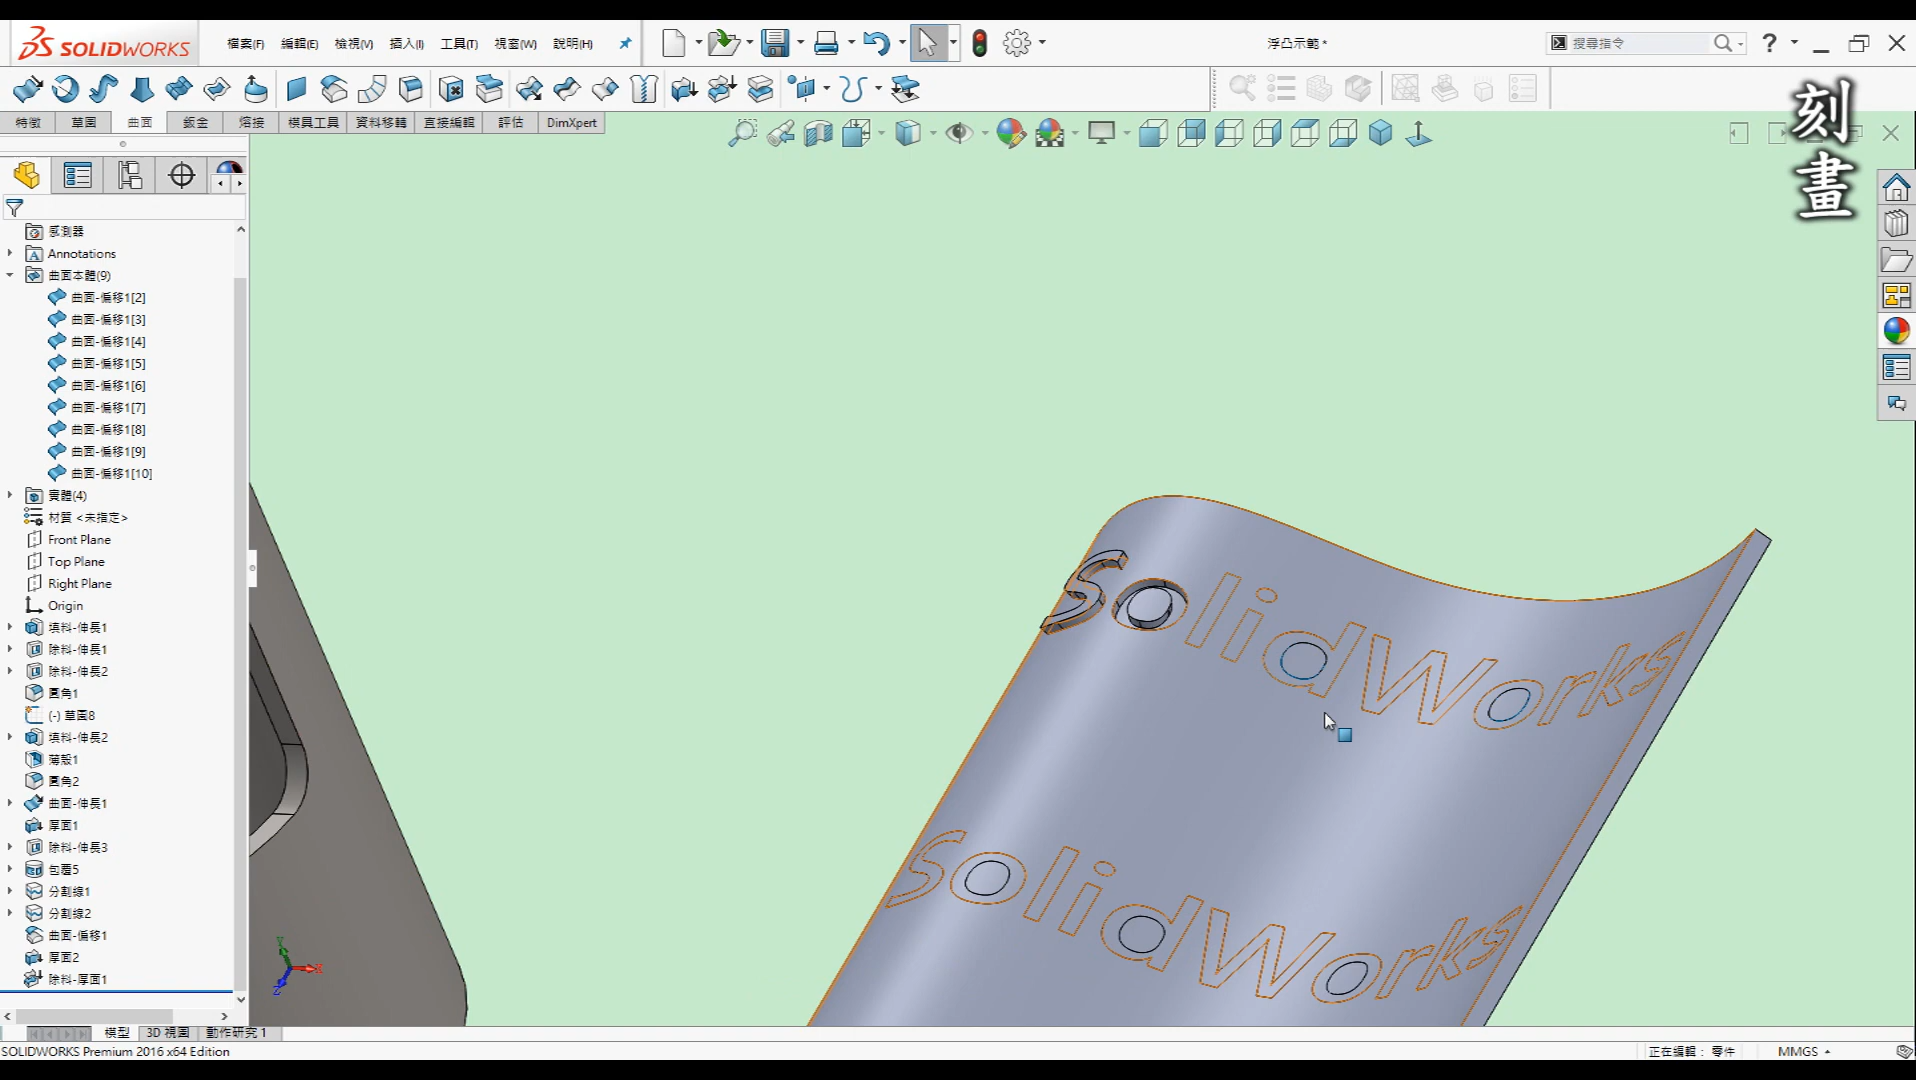 SOLIDWORKS
檔案(F) 編輯(E) 檢視(V) 插入(I) 工具(T) 視窗(W) 說明(H)
浮凸示範 *
搜尋指令
特徵 草圖 曲面 鈑金 熔接 模具工具 資料移轉 直接編輯 評估 DimXpert
刻畫
感測器
Annotations
曲面本體(9)
曲面-偏移1[2]
曲面-偏移1[3]
曲面-偏移1[4]
曲面-偏移1[5]
曲面-偏移1[6]
曲面-偏移1[7]
曲面-偏移1[8]
曲面-偏移1[9]
曲面-偏移1[10]
實體(4)
材質 <未指定>
Front Plane
Top Plane
Right Plane
Origin
填料-伸長1
除料-伸長1
除料-伸長2
圓角1
(-) 草圖8
填料-伸長2
薄殼1
圓角2
曲面-伸長1
厚面1
除料-伸長3
包覆5
分割線1
分割線2
曲面-偏移1
厚面2
除料-厚面1
SolidWorks
SolidWorks
模型 3D 視圖 動作研究 1
SOLIDWORKS Premium 2016 x64 Edition
正在編輯： 零件
MMGS